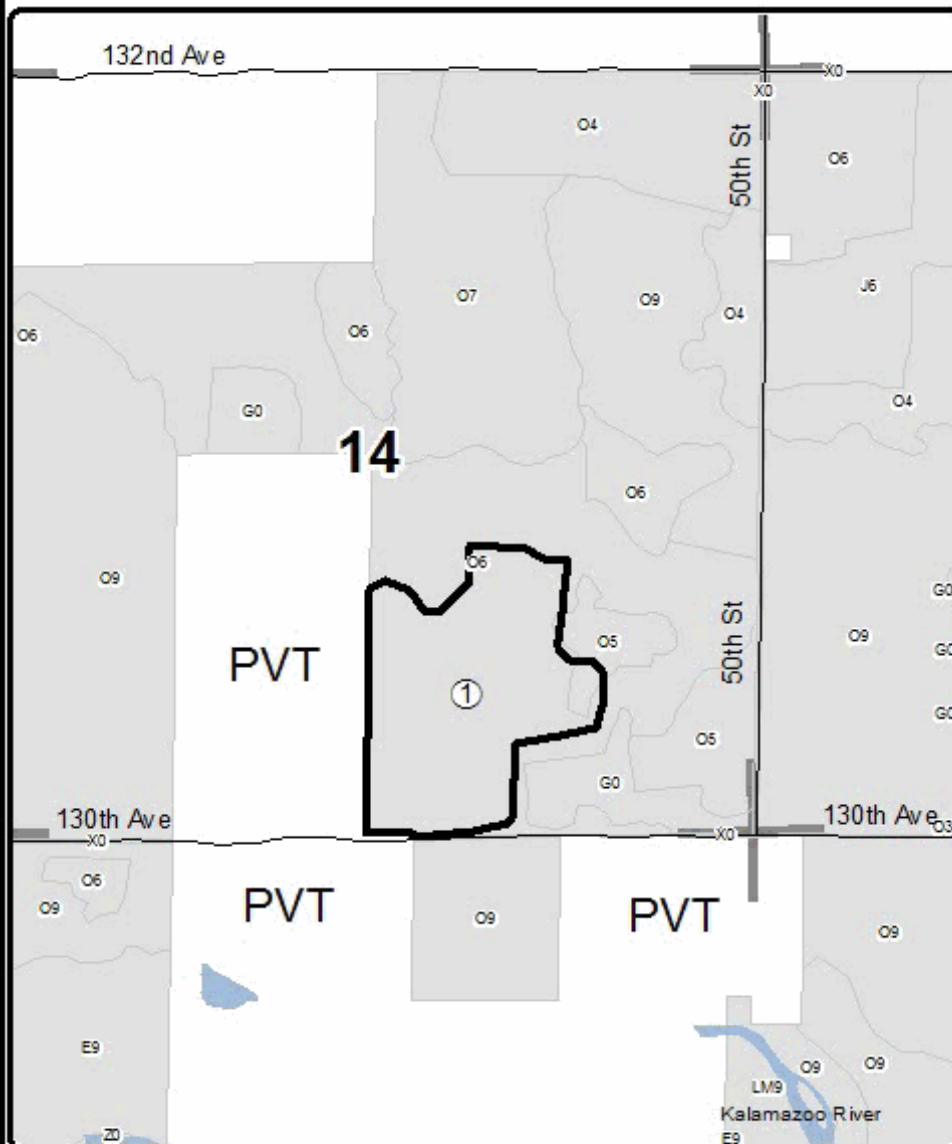 132nd Ave
X0
X0
O4
50th St
O6
O7
O9
J6
O6
O6
O4
G0
O4
14
O6
O6
O9
G0
50th St
O5
O9
G0
PVT
1
G0
O5
G0
130th Ave
130th Ave
O3
X0
X0
O6
O9
PVT
O9
PVT
O9
E9
O9
O9
LM9
Kalamazoo River
Z0
E9